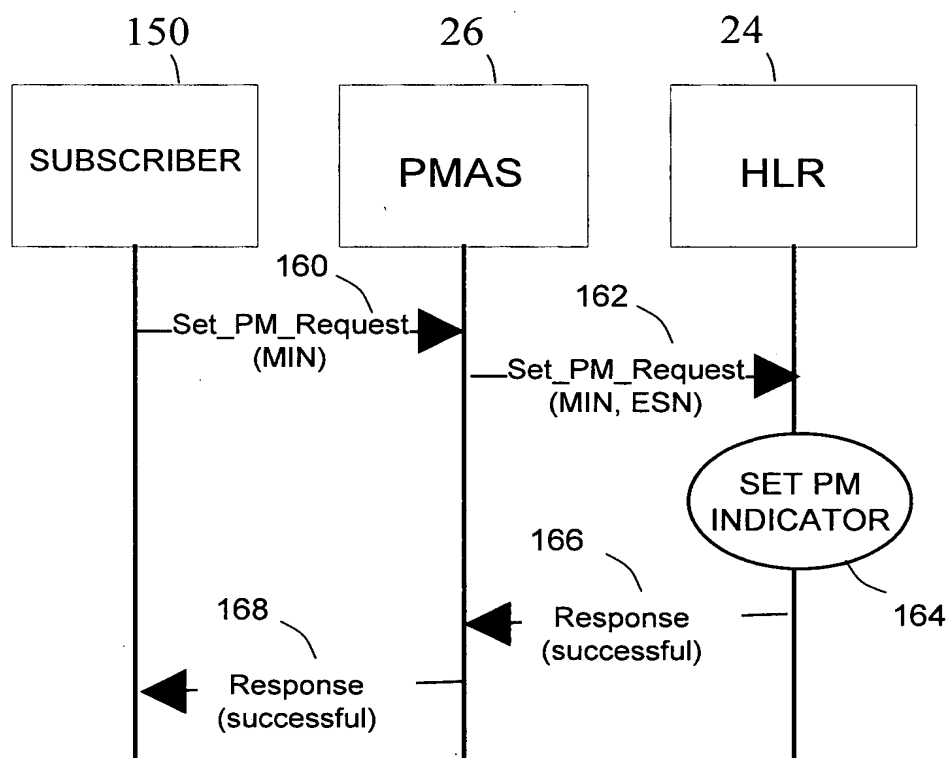 150
26
24
SUBSCRIBER
PMAS
HLR
160
Set_PM_Request
(MIN)
162
Set_PM_Request
(MIN, ESN)
SET PM
INDICATOR
164
166
Response
(successful)
168
Response
(successful)